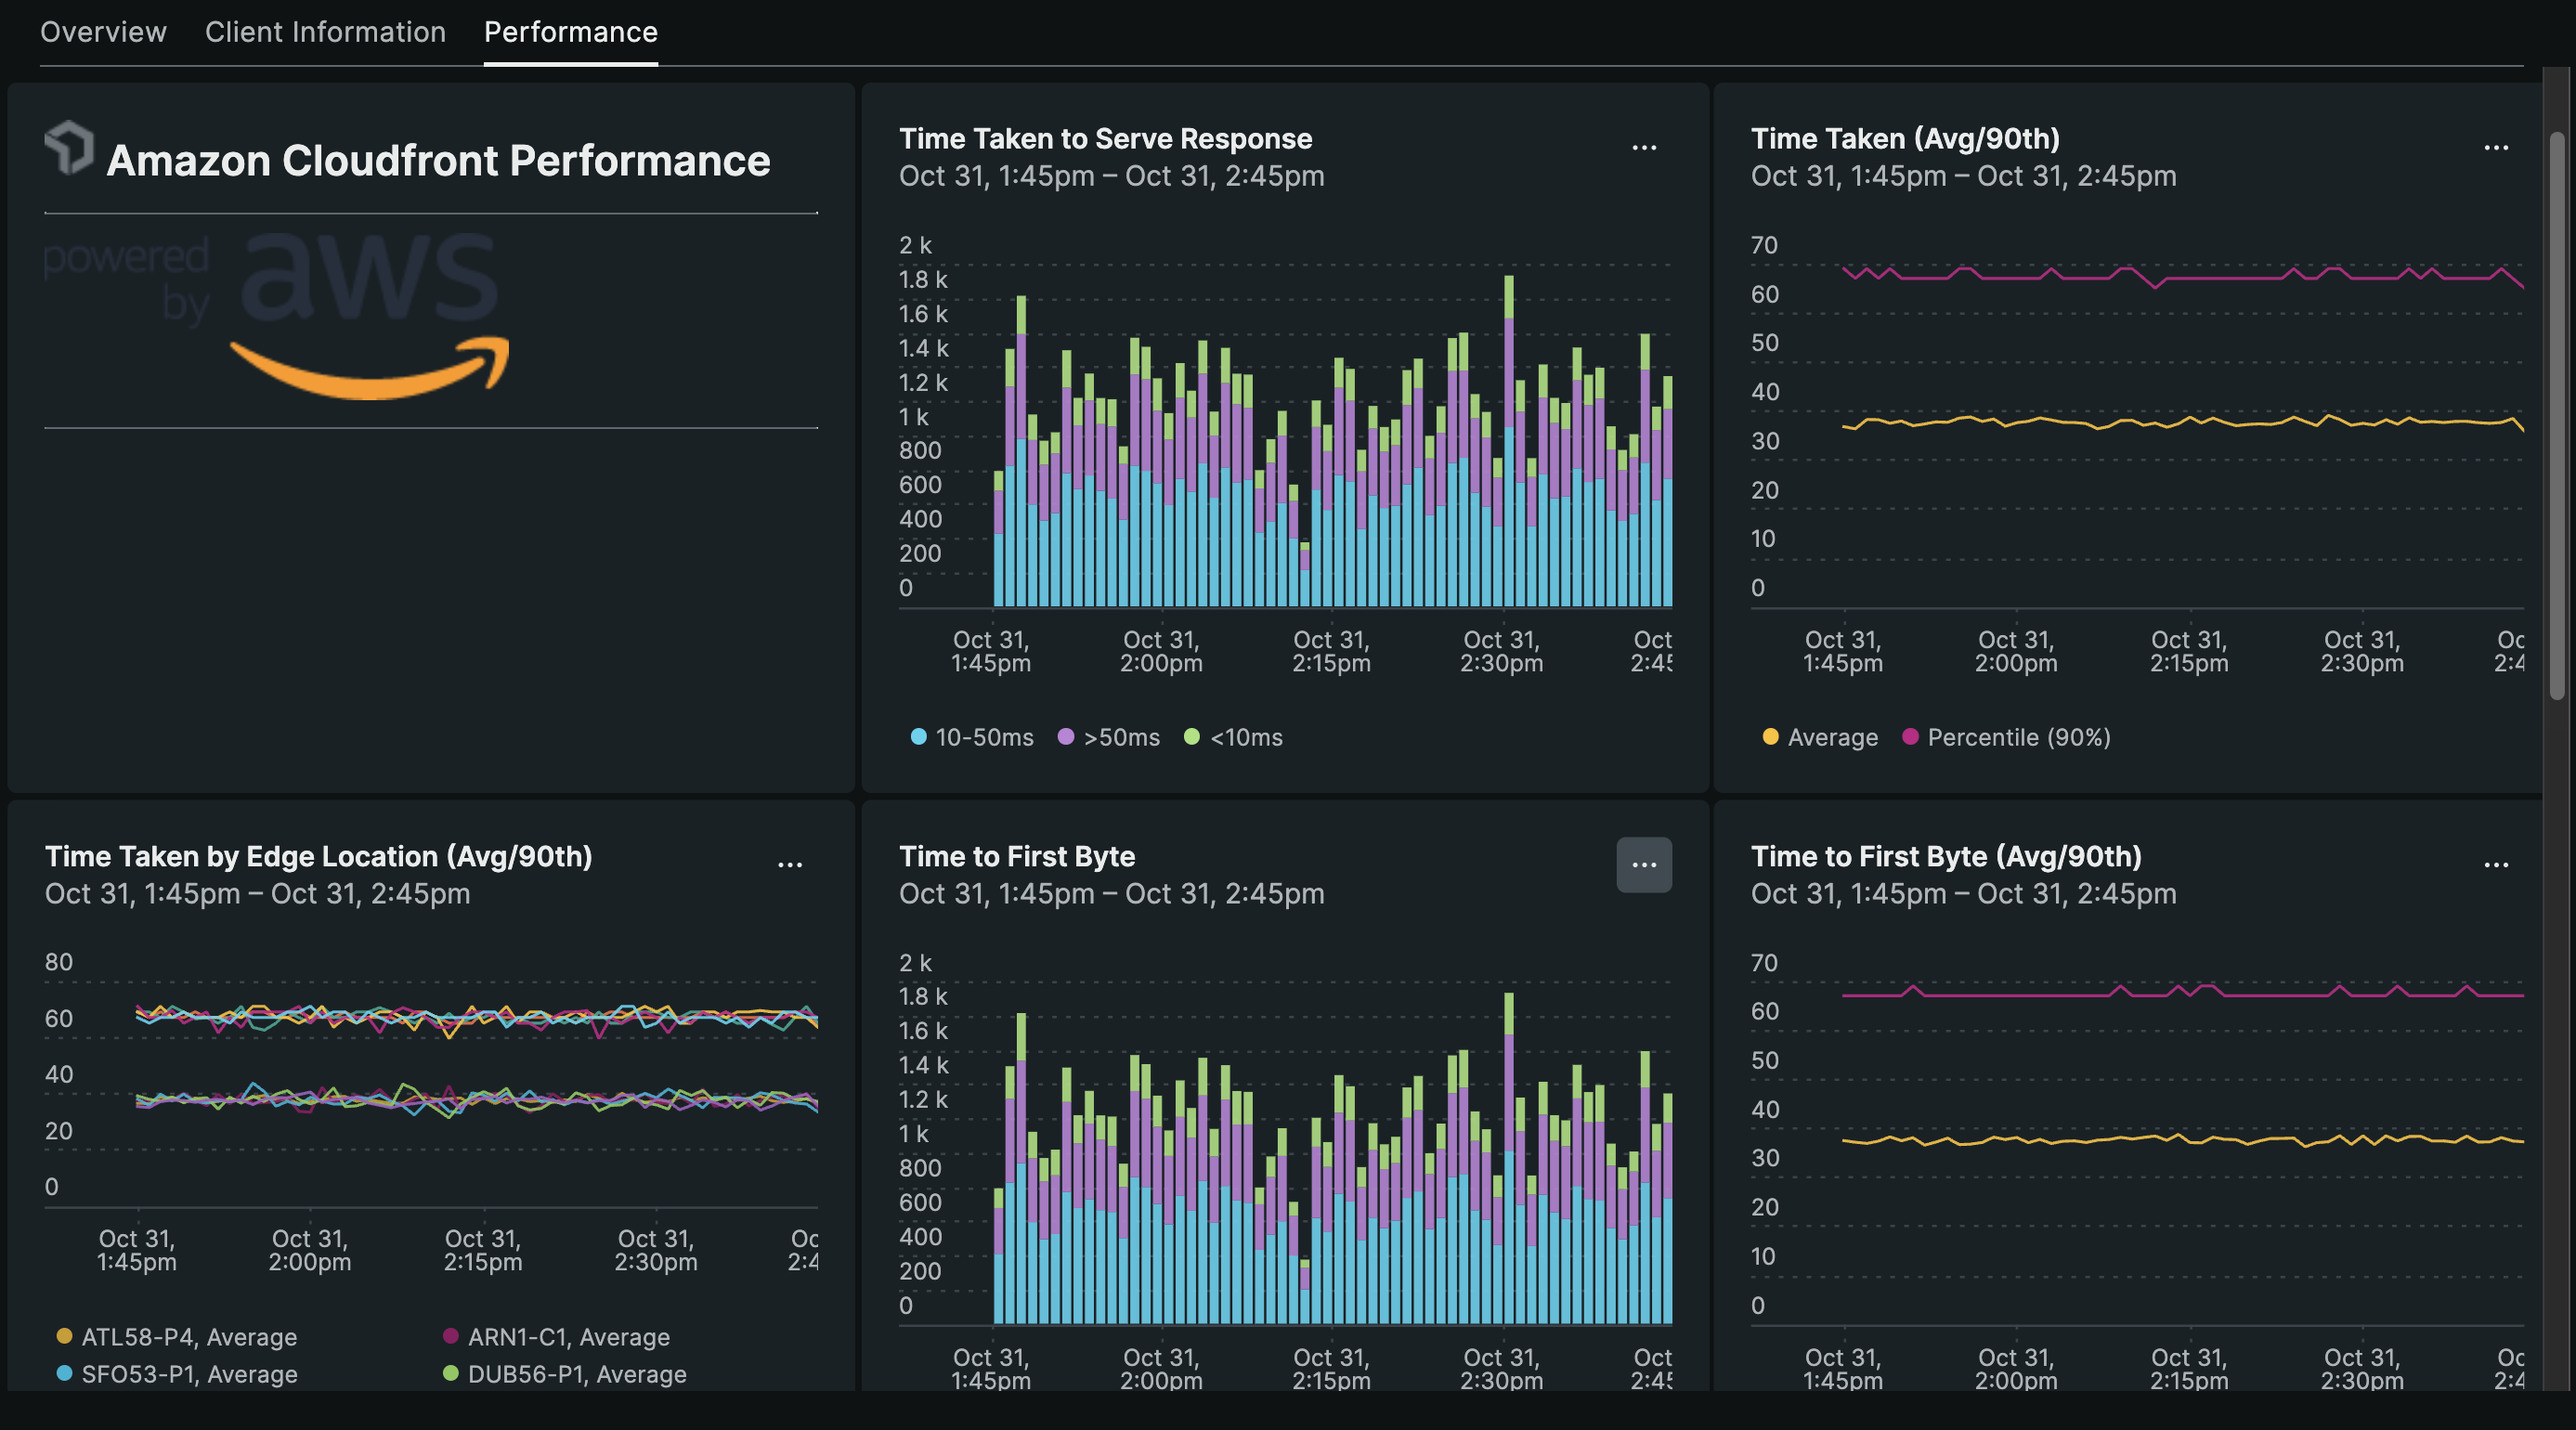 Overview Client Information Performance
Amazon Cloudfront Performance
powered
by
aws
Time Taken to Serve Response
Oct 31, 1:45pm – Oct 31, 2:45pm
2 k
1.8 k
1.6 k
1.4 k
1.2 k
1 k
800
600
400
200
0
Oct 31, Oct 31, Oct 31, Oct 31, Oct
1:45pm 2:00pm 2:15pm 2:30pm 2:45
10-50ms >50ms <10ms
Time Taken (Avg/90th)
Oct 31, 1:45pm – Oct 31, 2:45pm
70
60
50
40
30
20
10
0
Oct 31, Oct 31, Oct 31, Oct 31, Oc
1:45pm 2:00pm 2:15pm 2:30pm 2:4
Average Percentile (90%)
Time Taken by Edge Location (Avg/90th)
Oct 31, 1:45pm – Oct 31, 2:45pm
80
60
40
20
0
Oct 31, Oct 31, Oct 31, Oct 31, Oc
1:45pm 2:00pm 2:15pm 2:30pm 2:4
ATL58-P4, Average ARN1-C1, Average
SFO53-P1, Average DUB56-P1, Average
Time to First Byte
Oct 31, 1:45pm – Oct 31, 2:45pm
2 k
1.8 k
1.6 k
1.4 k
1.2 k
1 k
800
600
400
200
0
Oct 31, Oct 31, Oct 31, Oct 31, Oct
1:45pm 2:00pm 2:15pm 2:30pm 2:45
Time to First Byte (Avg/90th)
Oct 31, 1:45pm – Oct 31, 2:45pm
70
60
50
40
30
20
10
0
Oct 31, Oct 31, Oct 31, Oct 31, Oc
1:45pm 2:00pm 2:15pm 2:30pm 2:4